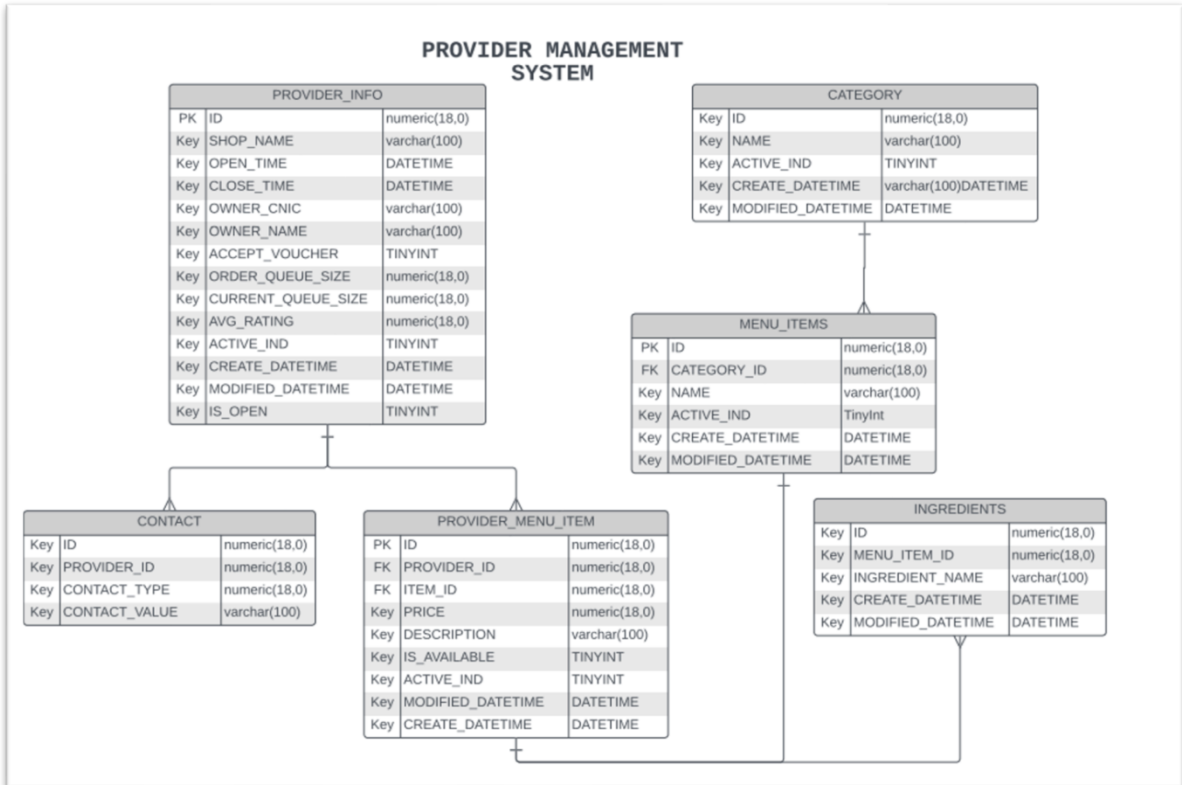 PROVIDER MANAGEMENT
SYSTEM
PROVIDER_INFO
PK ID numeric(18,0)
Key SHOP_NAME varchar(100)
Key OPEN_TIME DATETIME
Key CLOSE_TIME DATETIME
Key OWNER_CNIC varchar(100)
Key OWNER_NAME varchar(100)
Key ACCEPT_VOUCHER TINYINT
Key ORDER_QUEUE_SIZE numeric(18,0)
Key CURRENT_QUEUE_SIZE numeric(18,0)
Key AVG_RATING numeric(18,0)
Key ACTIVE_IND TINYINT
Key CREATE_DATETIME DATETIME
Key MODIFIED_DATETIME DATETIME
Key IS_OPEN TINYINT
CATEGORY
Key ID numeric(18,0)
Key NAME varchar(100)
Key ACTIVE_IND TINYINT
Key CREATE_DATETIME varchar(100)DATETIME
Key MODIFIED_DATETIME DATETIME
MENU_ITEMS
PK ID numeric(18,0)
FK CATEGORY_ID numeric(18,0)
Key NAME varchar(100)
Key ACTIVE_IND TinyInt
Key CREATE_DATETIME DATETIME
Key MODIFIED_DATETIME DATETIME
CONTACT
Key ID numeric(18,0)
Key PROVIDER_ID numeric(18,0)
Key CONTACT_TYPE numeric(18,0)
Key CONTACT_VALUE varchar(100)
PROVIDER_MENU_ITEM
PK ID numeric(18,0)
FK PROVIDER_ID numeric(18,0)
FK ITEM_ID numeric(18,0)
Key PRICE numeric(18,0)
Key DESCRIPTION varchar(100)
Key IS_AVAILABLE TINYINT
Key ACTIVE_IND TINYINT
Key MODIFIED_DATETIME DATETIME
Key CREATE_DATETIME DATETIME
INGREDIENTS
Key ID numeric(18,0)
Key MENU_ITEM_ID numeric(18,0)
Key INGREDIENT_NAME varchar(100)
Key CREATE_DATETIME DATETIME
Key MODIFIED_DATETIME DATETIME